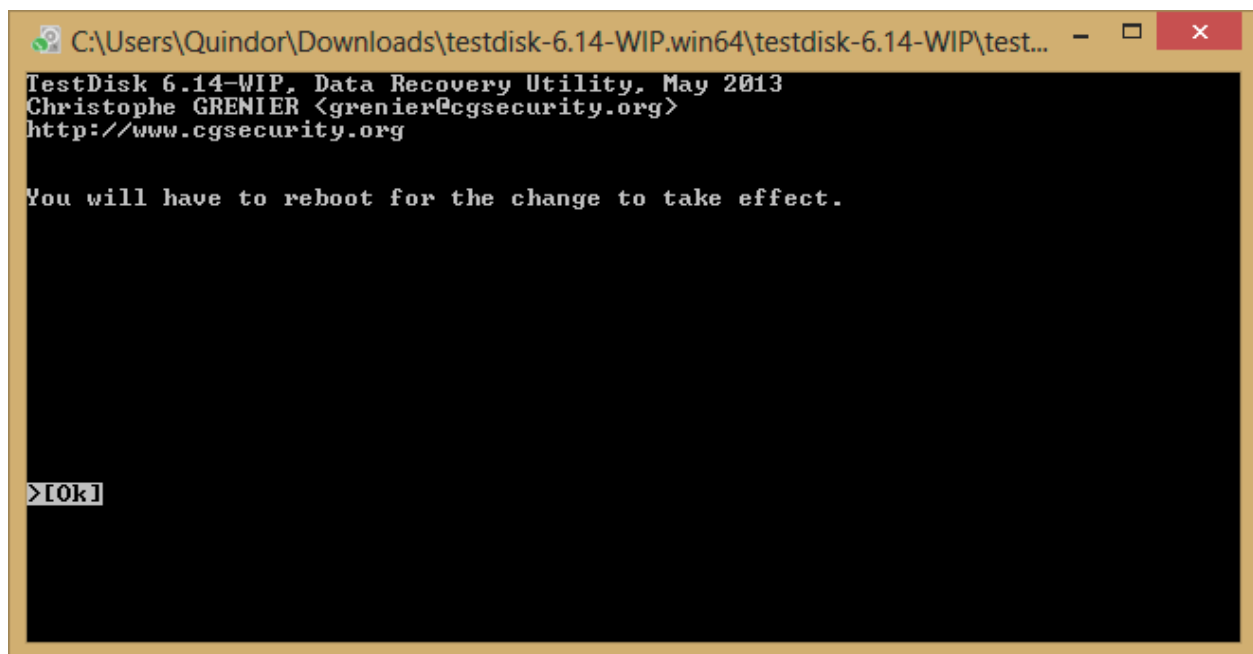 C:\Users\Quindor\Downloads\testdisk-6.14-WIP.win64\testdisk-6.14-WIP\test...
TestDisk 6.14-WIP, Data Recovery Utility, May 2013
Christophe GRENIER <grenier@cgsecurity.org>
http://www.cgsecurity.org
You will have to reboot for the change to take effect.
>[Ok]